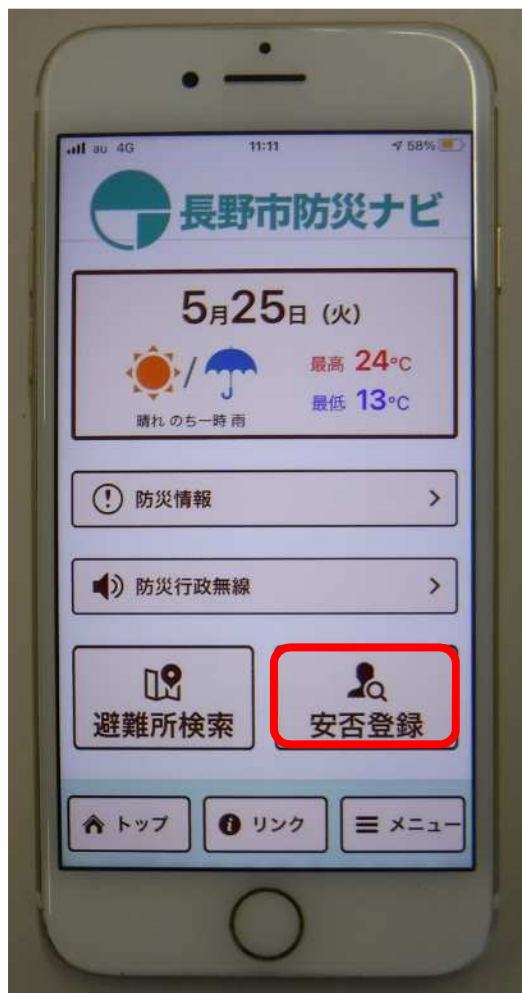 au 4G 11:11 58%
長野市防災ナビ
5月25日（火）
最高 24℃
最低 13℃
晴れ のち一時 雨
防災情報
防災行政無線
避難所検索 安否登録
トップ リンク メニュー